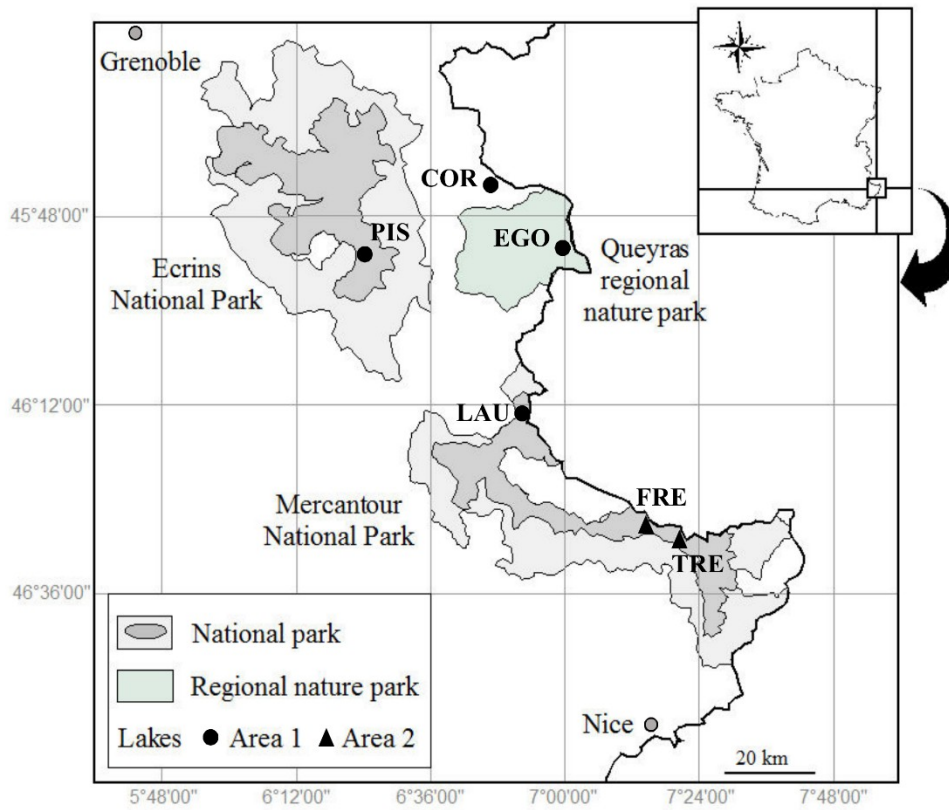 Grenoble
COR
45°48'00"
PIS
EGO
Ecrins
National Park
Queyras
regional
nature park
46°12'00"
LAU
Mercantour
National Park
FRE
TRE
46°36'00"
National park
Regional nature park
Lakes Area 1 Area 2
Nice
20 km
5°48'00" 6°12'00" 6°36'00" 7°00'00" 7°24'00" 7°48'00"